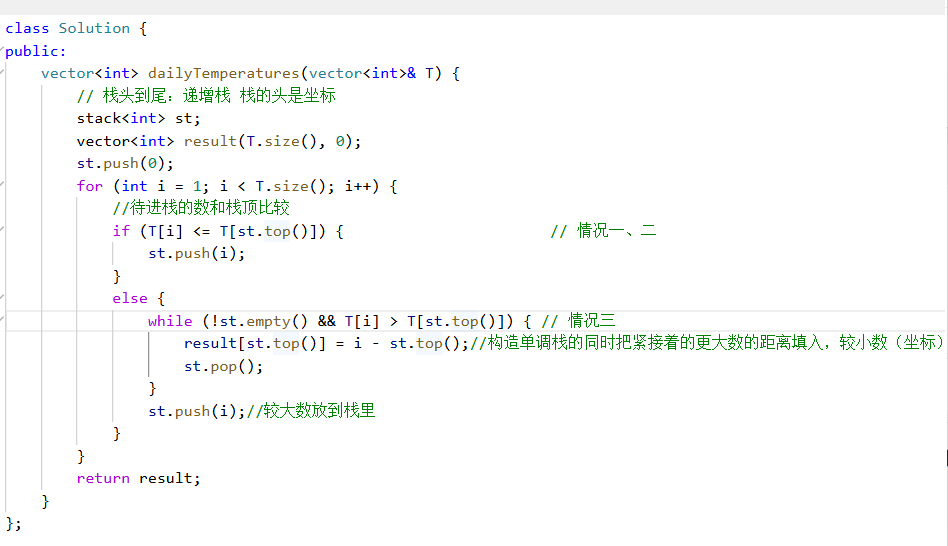 class Solution {
public:
    vector<int> dailyTemperatures(vector<int>& T) {
        // 栈头到尾：递增栈 栈的头是坐标
        stack<int> st;
        vector<int> result(T.size(), 0);
        st.push(0);
        for (int i = 1; i < T.size(); i++) {
            //待进栈的数和栈顶比较
            if (T[i] <= T[st.top()]) {                       // 情况一、二
                st.push(i);
            }
            else {
                while (!st.empty() && T[i] > T[st.top()]) { // 情况三
                    result[st.top()] = i - st.top();//构造单调栈的同时把紧接着的更大数的距离填入，较小数（坐标）
                    st.pop();
                }
                st.push(i);//较大数放到栈里
            }
        }
        return result;
    }
};